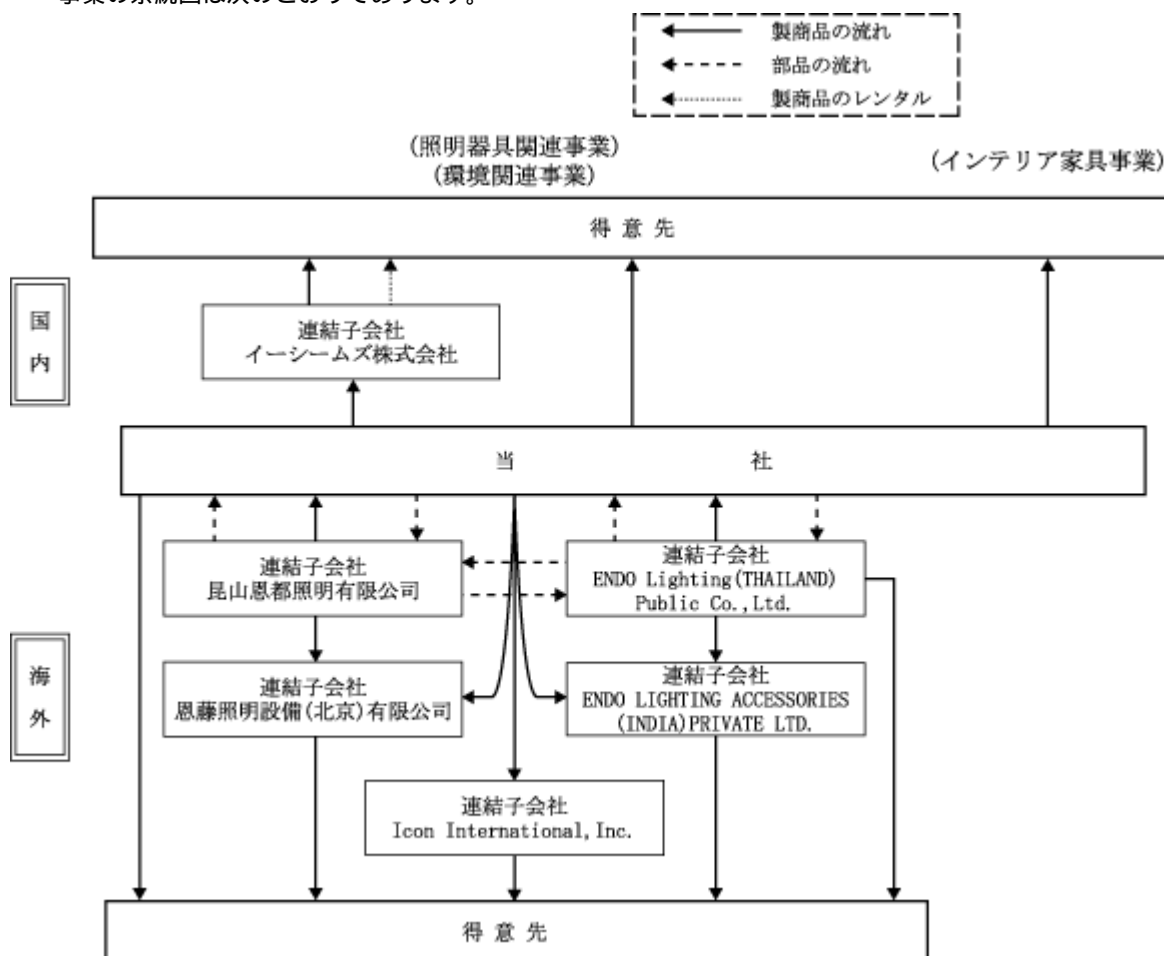 事業の系統図は次のとおりであります。
製商品の流れ
部品の流れ
製商品のレンタル
(照明器具関連事業)
(環境関連事業)
(インテリア家具事業)
得意先
国内
連結子会社
イーシームズ株式会社
当社
連結子会社
昆山恩都照明有限公司
連結子会社
ENDO Lighting(THAILAND)
Public Co.,Ltd.
海外
連結子会社
恩藤照明設備(北京)有限公司
連結子会社
ENDO LIGHTING ACCESSORIES
(INDIA)PRIVATE LTD.
連結子会社
Icon International,Inc.
得意先